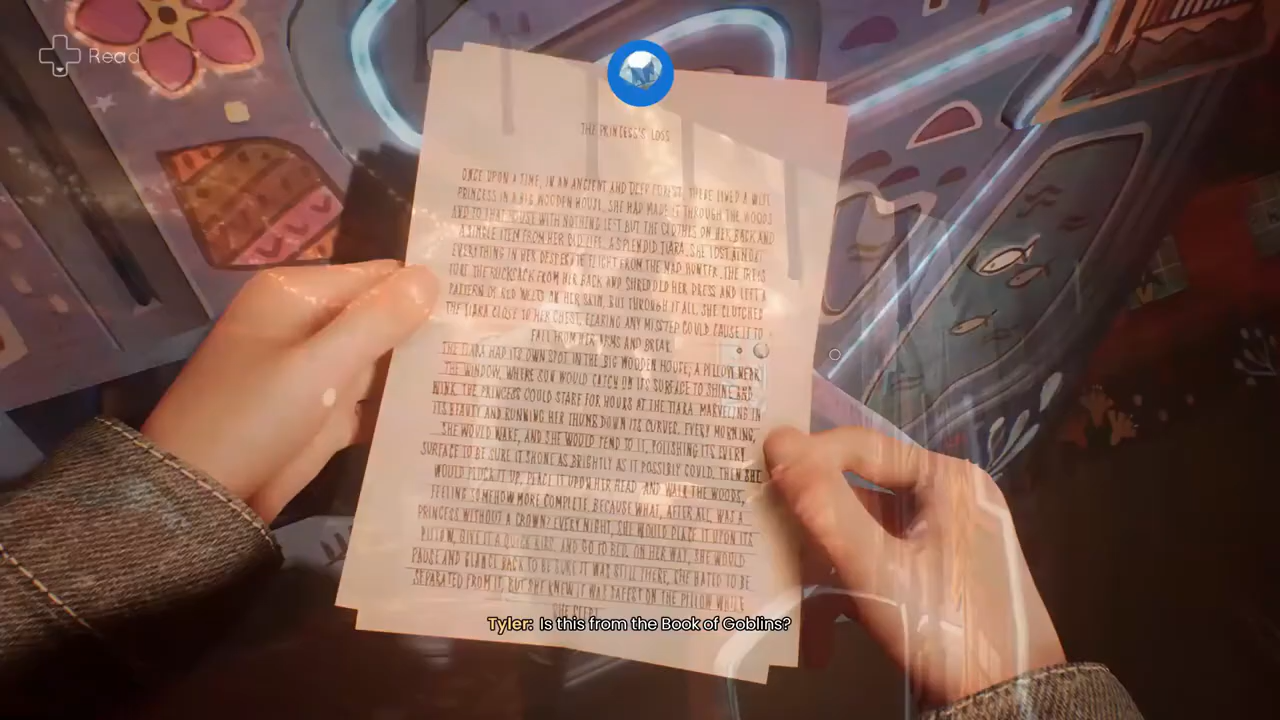 Read
THE PRINCESS'S LOSS
ONCE UPON A TIME, IN AN ANCIENT AND DEEP FOREST, THERE LIVED A WIFE
PRINCESS IN A BIG WOODEN HOUSE. SHE HAD MADE IT THROUGH THE WOODS
AND TO THAT HOUSE WITH NOTHING LEFT BUT THE CLOTHES ON HER BACK AND
A SINGLE ITEM FROM HER OLD LIFE, A SPLENDID TIARA. SHE LOST ALMOST
EVERYTHING IN HER DESPERATE FLIGHT FROM THE MAD HUNTER. THE TREES
TORE THE RUCKSACK FROM HER BACK AND SHREDDED HER DRESS AND LEFT A
PATTERN OF RED WELTS ON HER SKIN. BUT THROUGH IT ALL, SHE CLUTCHED
THE TIARA CLOSE TO HER CHEST, FEARING ANY MISSTEP COULD CAUSE IT TO
FALL FROM HER ARMS AND BREAK.
THE TIARA HAD ITS OWN SPOT IN THE BIG WOODEN HOUSE, A PILLOW NEAR
THE WINDOW, WHERE SUN WOULD CATCH ON ITS SURFACE TO SHINE AND
WINK. THE PRINCESS COULD STARE FOR HOURS AT THE TIARA, MARVELING IN
ITS BEAUTY AND RUNNING HER THUMB DOWN ITS CURVES. EVERY MORNING,
SHE WOULD WAKE, AND SHE WOULD TEND TO IT, POLISHING ITS EVERY
SURFACE TO BE SURE IT SHONE AS BRIGHTLY AS IT POSSIBLY COULD. THEN SHE
WOULD PLUCK IT UP, PLACE IT UPON HER HEAD, AND WALK THE WOODS,
FEELING SOMEHOW MORE COMPLETE. BECAUSE WHAT, AFTER ALL, WAS A
PRINCESS WITHOUT A CROWN? EVERY NIGHT, SHE WOULD PLACE IT UPON ITS
PILLOW, GIVE IT A QUICK KISS, AND GO TO BED. ON HER WAY, SHE WOULD
PAUSE AND GLANCE BACK TO BE SURE IT WAS STILL THERE. SHE HATED TO BE
SEPARATED FROM IT, BUT SHE KNEW IT WAS SAFEST ON THE PILLOW WHILE
SHE SLEPT.
Tyler: Is this from the Book of Goblins?